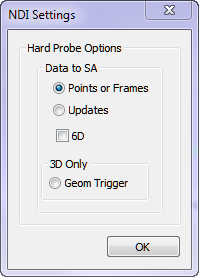 NDI Settings
Hard Probe Options
Data to SA
Points or Frames
Updates
6D
3D Only
Geom Trigger
OK